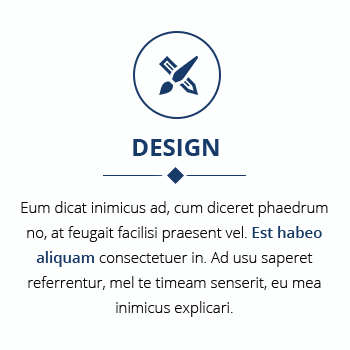 DESIGN
Eum dicat inimicus ad, cum diceret phaedrum
no, at feugait facilisi praesent vel. Est habeo
aliquam consectetuer in. Ad usu saperet
referrentur, mel te timeam senserit, eu mea
inimicus explicari.